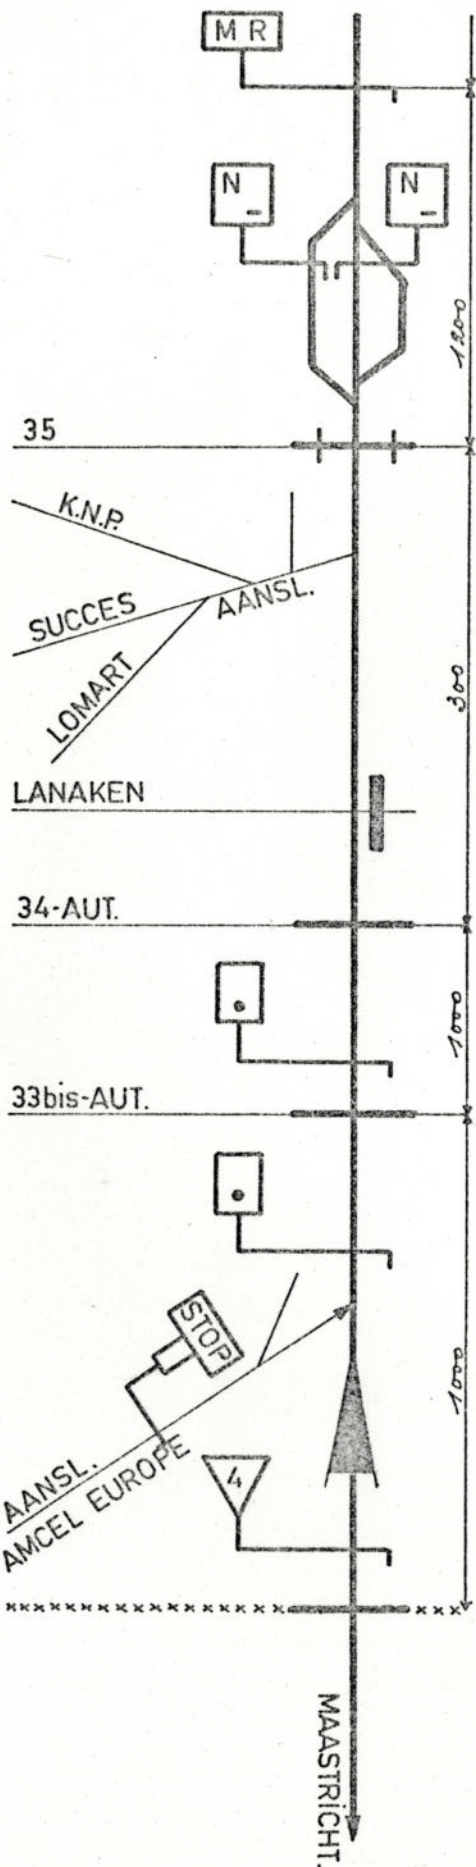 M R
N
N
1200
35
K.N.P.
SUCCES
AANSL.
LOMART
300
LANAKEN
34-AUT.
1000
33bis-AUT.
STOP
1000
AANSL.
AMCEL EUROPE
4
MAASTRICHT.